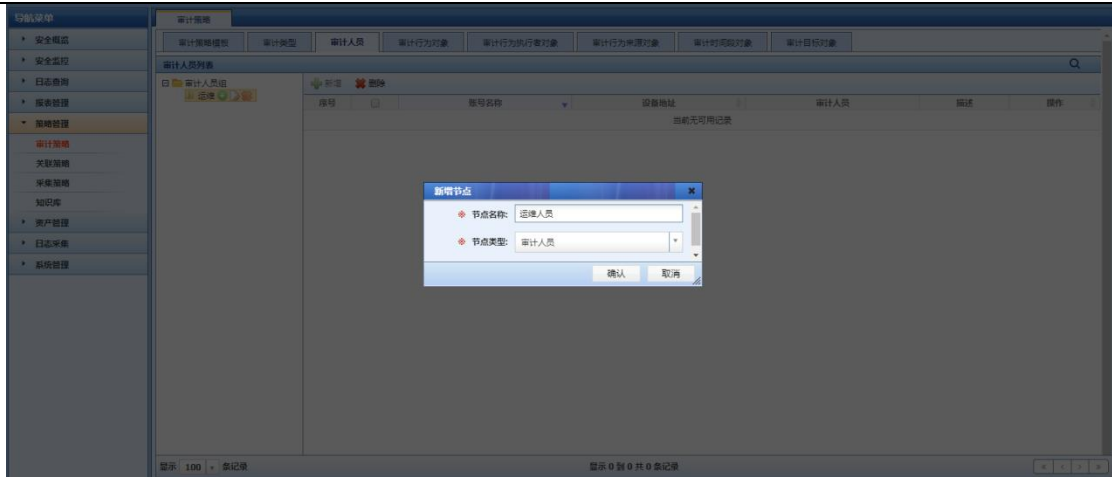 导航菜单
审计策略
安全概监
安全监控
日志查询
报表管理
策略管理
审计策略
关联策略
采集策略
知识库
资产管理
日志采集
系统管理
审计策略模板 审计类型 审计人员 审计行为对象 审计行为执行者对象 审计行为来源对象 审计时间段对象 审计目标对象
审计人员列表
审计人员组
运维
新增 删除
序号 账号名称 设备地址 审计人员 描述 操作
当前无可用记录
新增节点
节点名称: 运维人员
节点类型: 审计人员
确认 取消
显示 100 条记录 显示 0 到 0 共 0 条记录